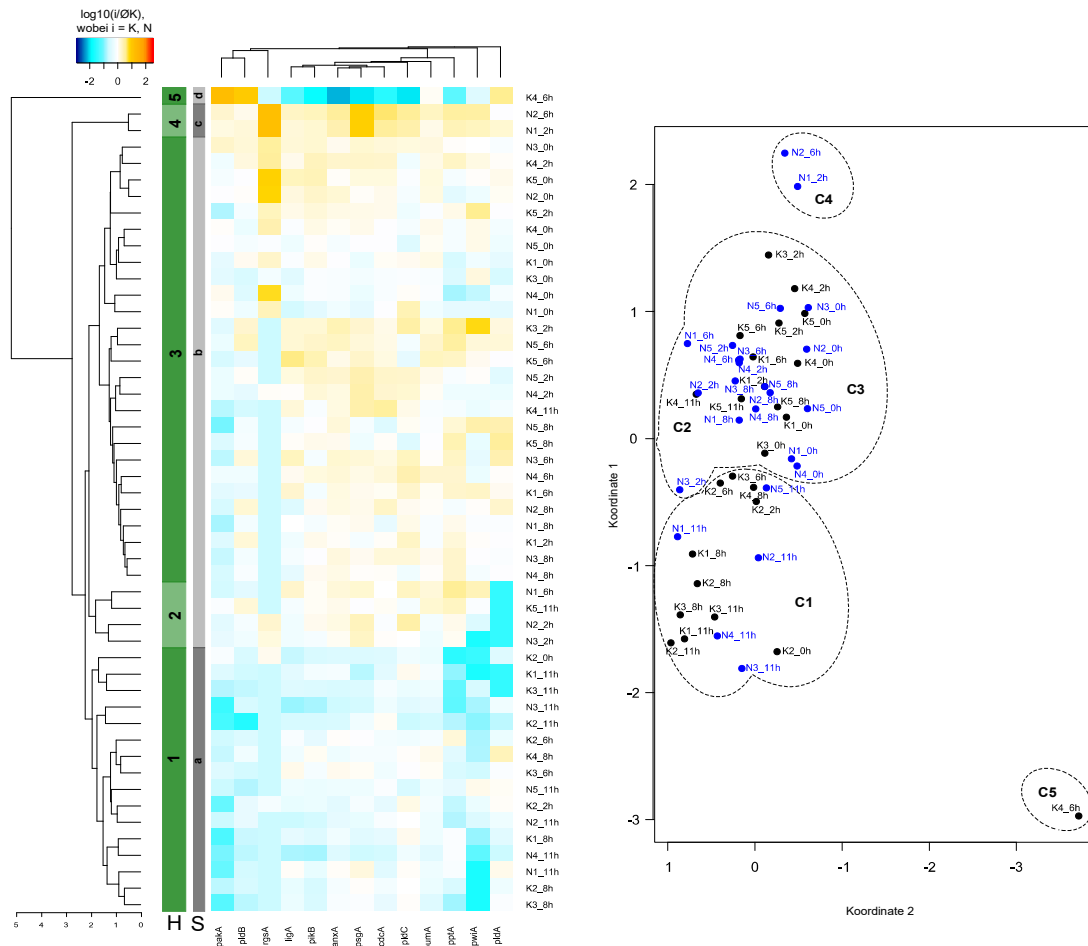 log10(i/ØK),
wobei i = K, N
-2 0 2
5
4
3
2
1
d
c
b
a
K4_6h
N2_6h
N1_2h
N3_0h
K4_2h
K5_0h
N2_0h
K5_2h
K4_0h
N5_0h
K1_0h
K3_0h
N4_0h
N1_0h
K3_2h
N5_6h
K5_6h
N5_2h
N4_2h
K4_11h
N5_8h
K5_8h
N3_6h
N4_6h
K1_6h
N2_8h
N1_8h
K1_2h
N3_8h
N4_8h
N1_6h
K5_11h
N2_2h
N3_2h
K2_0h
K1_11h
K3_11h
N3_11h
K2_11h
K2_6h
K4_8h
K3_6h
N5_11h
K2_2h
N2_11h
K1_8h
N4_11h
N1_11h
K2_8h
K3_8h
5 4 3 2 1 0
H S
pakA pldB rgsA ligA pikB anxA psgA cdcA pldC pumA pptA pwiA pldA
Koordinate 1
2
1
0
-1
-2
-3
N2_6h
N1_2h
C4
K3_2h
K4_2h
N5_6h
N3_0h
K5_0h
K5_2h
K5_6h
N1_6h
N5_2h
N3_6h
N2_0h
N4_6h
K1_6h
K4_0h
N4_2h
C3
K1_2h
N3_8h
N5_8h
N2_2h
K4_11h
K5_11h
N2_8h
K5_8h
N5_0h
C2
N1_8h
N4_8h
K1_0h
K3_0h
N1_0h
N4_0h
N3_2h
K2_6h
K3_6h
K4_8h
N5_11h
K2_2h
N1_11h
K1_8h
N2_11h
K2_8h
C1
K3_8h
K3_11h
K1_11h
N4_11h
K2_11h
K2_0h
N3_11h
C5
K4_6h
1 0 -1 -2 -3
Koordinate 2